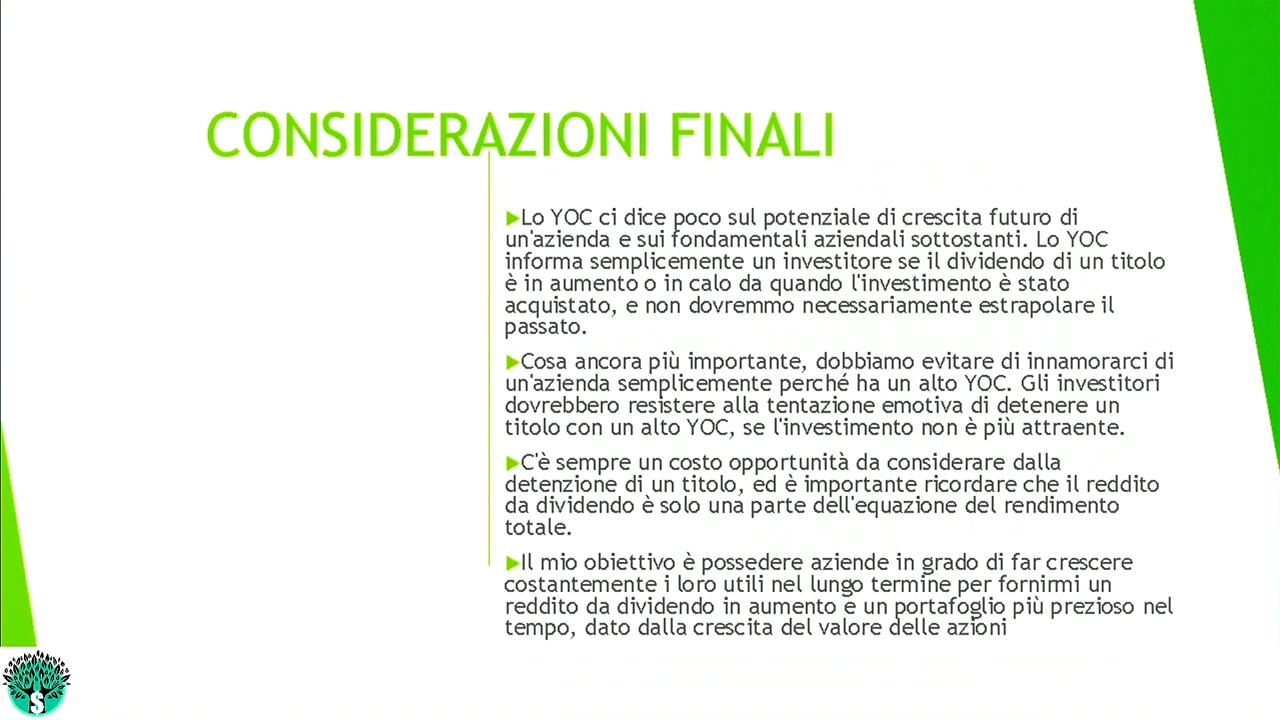 CONSIDERAZIONI FINALI
▶Lo YOC ci dice poco sul potenziale di crescita futuro di
un'azienda e sui fondamentali aziendali sottostanti. Lo YOC
informa semplicemente un investitore se il dividendo di un titolo
è in aumento o in calo da quando l'investimento è stato
acquistato, e non dovremmo necessariamente estrapolare il
passato.
▶Cosa ancora più importante, dobbiamo evitare di innamorarci di
un'azienda semplicemente perché ha un alto YOC. Gli investitori
dovrebbero resistere alla tentazione emotiva di detenere un
titolo con un alto YOC, se l'investimento non è più attraente.
▶C'è sempre un costo opportunità da considerare dalla
detenzione di un titolo, ed è importante ricordare che il reddito
da dividendo è solo una parte dell'equazione del rendimento
totale.
▶Il mio obiettivo è possedere aziende in grado di far crescere
costantemente i loro utili nel lungo termine per fornirmi un
reddito da dividendo in aumento e un portafoglio più prezioso nel
tempo, dato dalla crescita del valore delle azioni
$